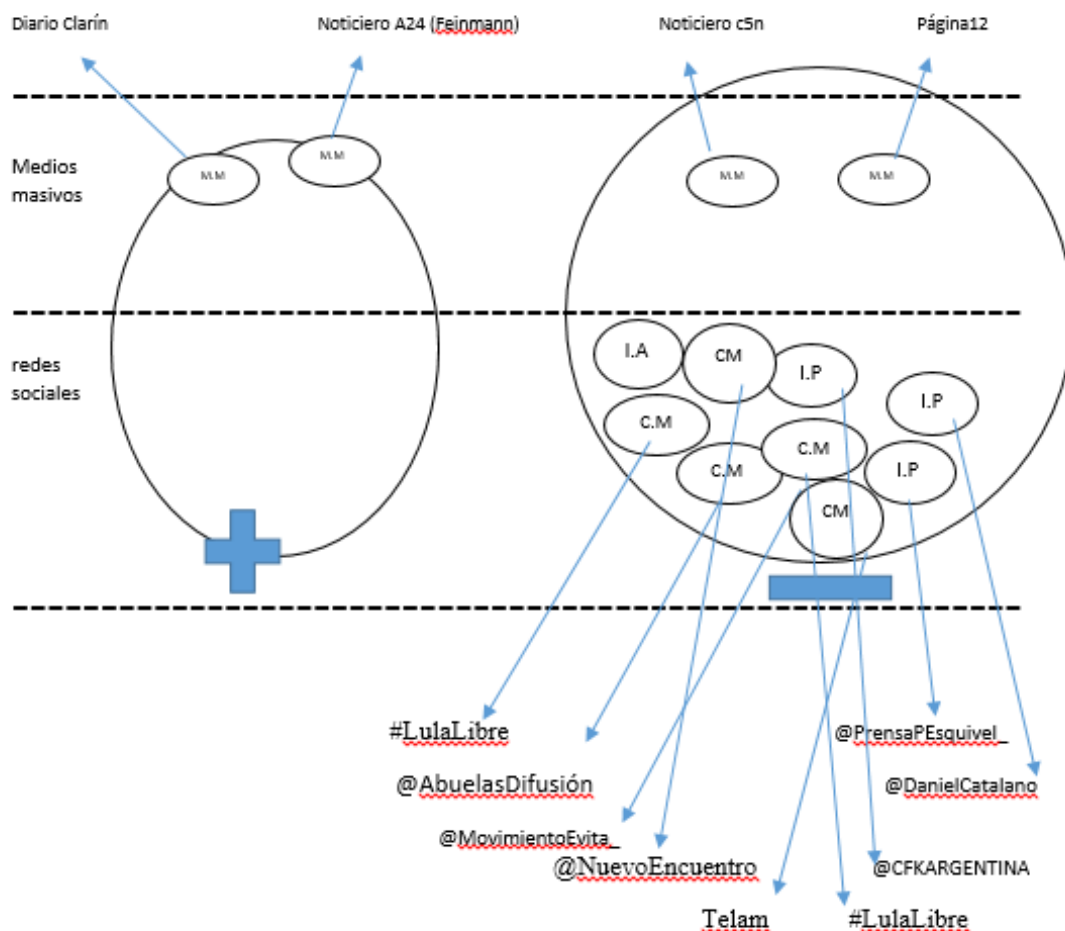 Diario Clarín
Noticiero A24 (Feinmann)
Noticiero c5n
Página12
Medios
masivos
M.M
M.M
M.M
M.M
redes
sociales
I.A
CM
I.P
I.P
C.M
C.M
C.M
I.P
CM
#LulaLibre
@PrensaPEsquivel_
@AbuelasDifusión
@DanielCatalano
@MovimientoEvita_
@NuevoEncuentro
@CFKARGENTINA
Telam
#LulaLibre